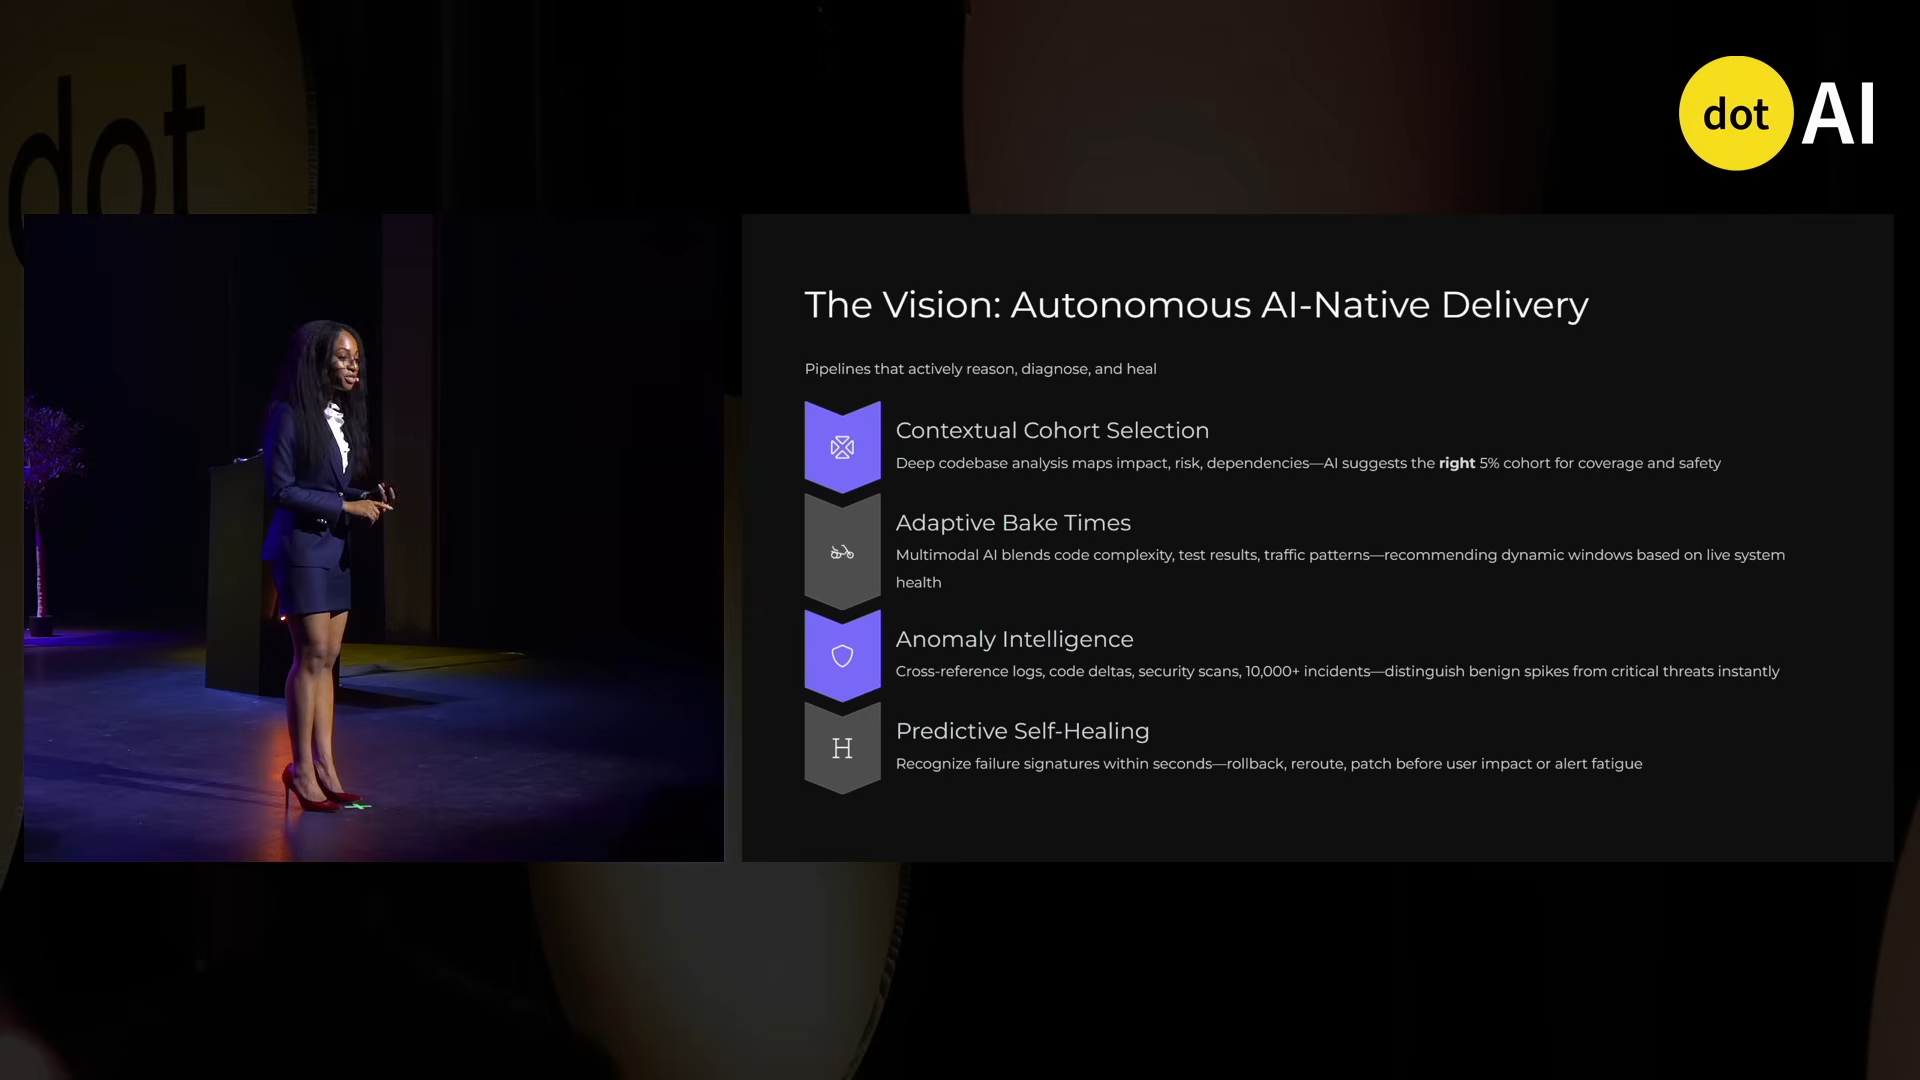 dot
dot AI
The Vision: Autonomous AI-Native Delivery
Pipelines that actively reason, diagnose, and heal
Contextual Cohort Selection
Deep codebase analysis maps impact, risk, dependencies—AI suggests the right 5% cohort for coverage and safety
Adaptive Bake Times
Multimodal AI blends code complexity, test results, traffic patterns—recommending dynamic windows based on live system
health
Anomaly Intelligence
Cross-reference logs, code deltas, security scans, 10,000+ incidents—distinguish benign spikes from critical threats instantly
H
Predictive Self-Healing
Recognize failure signatures within seconds—rollback, reroute, patch before user impact or alert fatigue